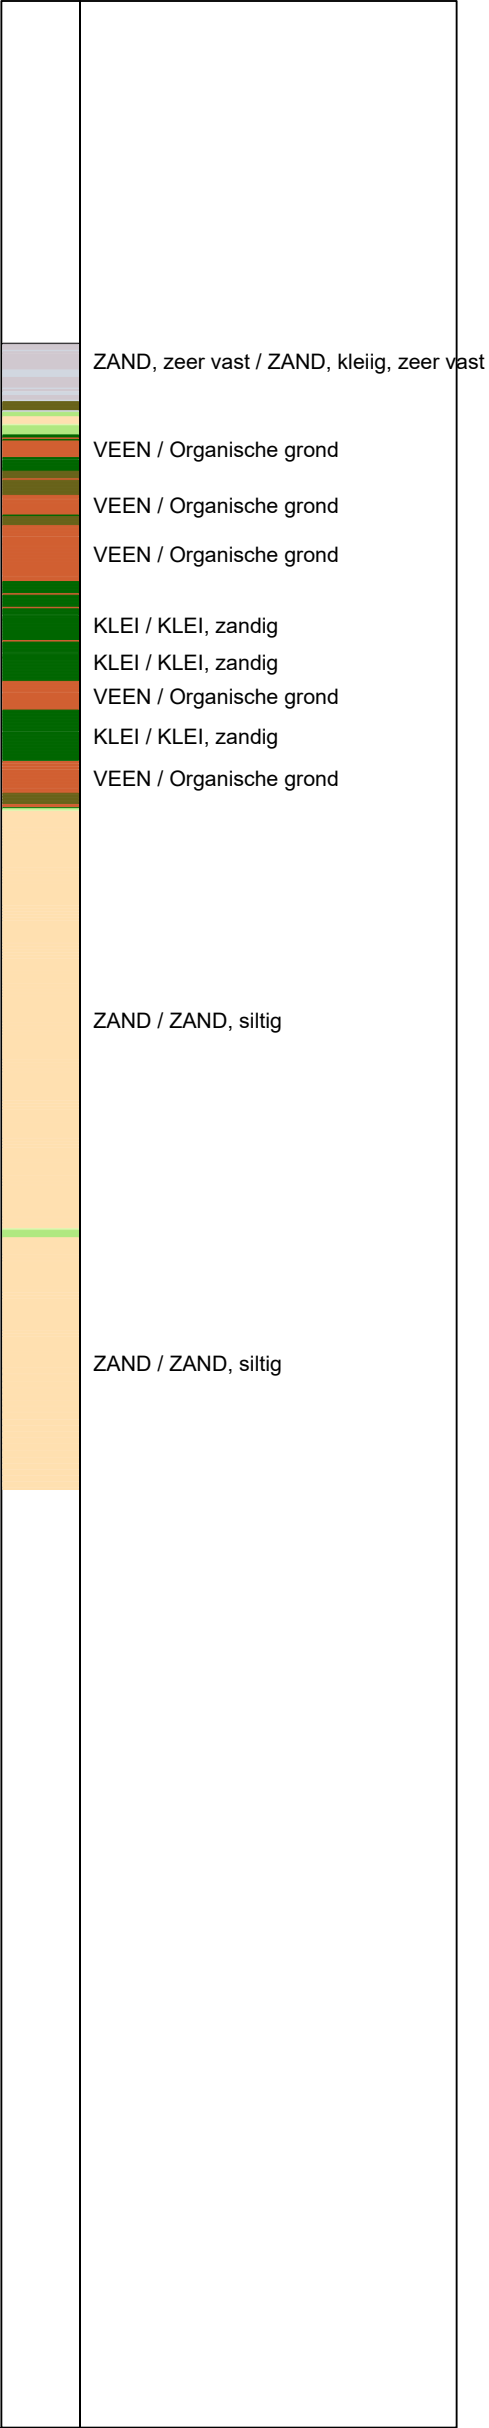 ZAND, zeer vast / ZAND, kleiig, zeer vast
VEEN / Organische grond
VEEN / Organische grond
VEEN / Organische grond
KLEI / KLEI, zandig
KLEI / KLEI, zandig
VEEN / Organische grond
KLEI / KLEI, zandig
VEEN / Organische grond
ZAND / ZAND, siltig
ZAND / ZAND, siltig